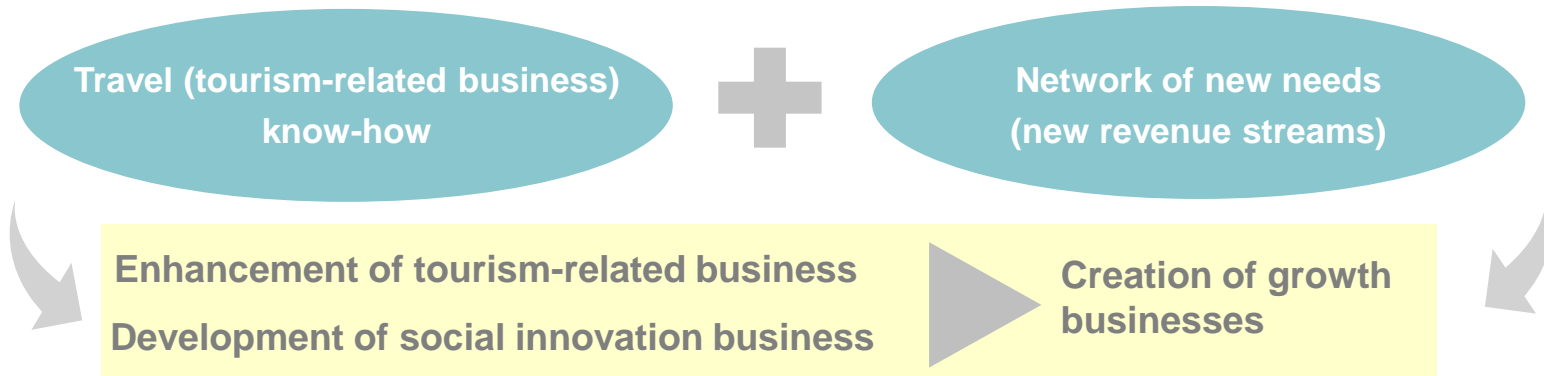 Travel (tourism-related business)
know-how
Network of new needs
(new revenue streams)
Enhancement of tourism-related business
Development of social innovation business
Creation of growth
businesses